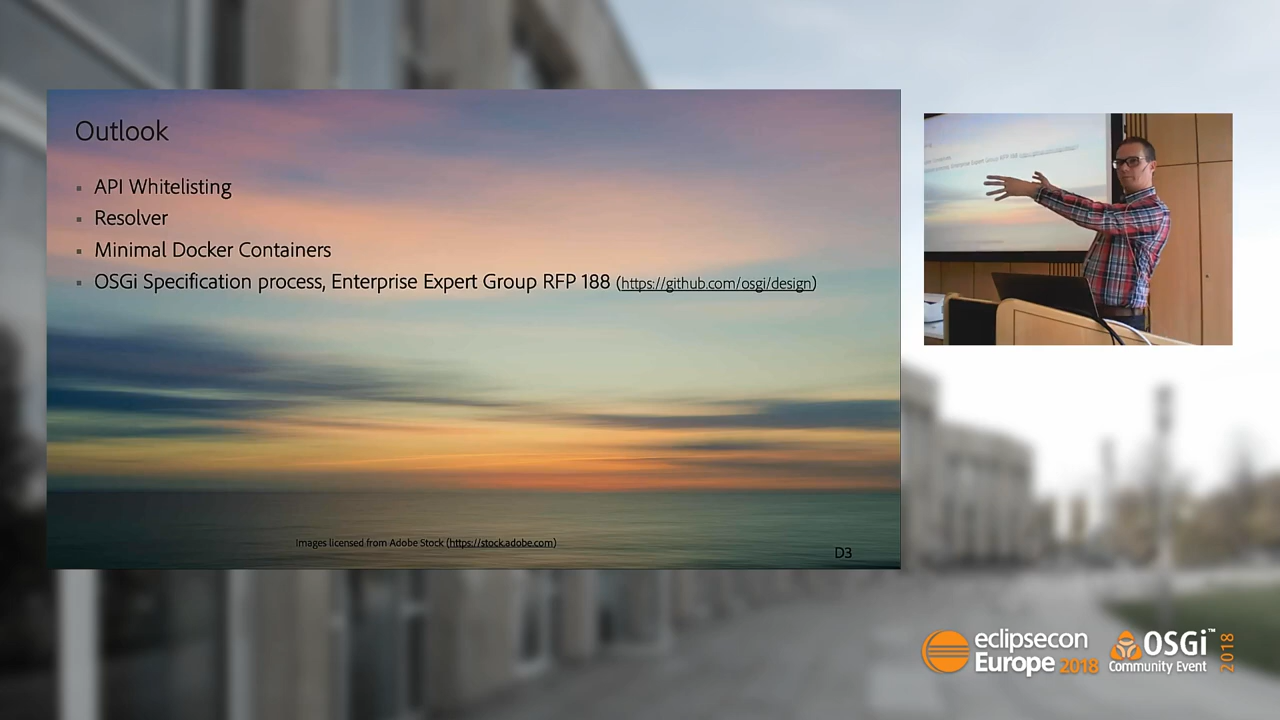 Outlook
API Whitelisting
Resolver
Minimal Docker Containers
OSGi Specification process, Enterprise Expert Group RFP 188 (https://github.com/osgi/design)
Images licensed from Adobe Stock (https://stock.adobe.com)
D3
eclipsecon
Europe 2018
OSGi™
Community Event
2018